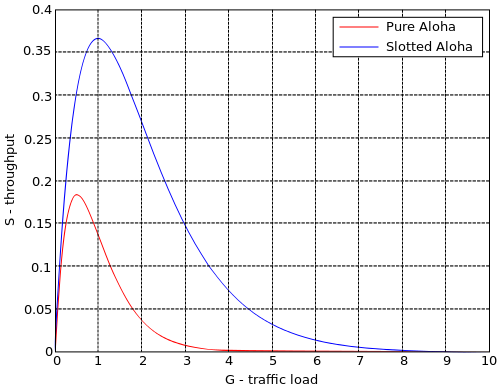 0.4
Pure Aloha
Slotted Aloha
0.35
0.3
0.25
0.2
0.15
0.1
0.05
0
S - throughput
0 1 2 3 4 5 6 7 8 9 10
G - traffic load